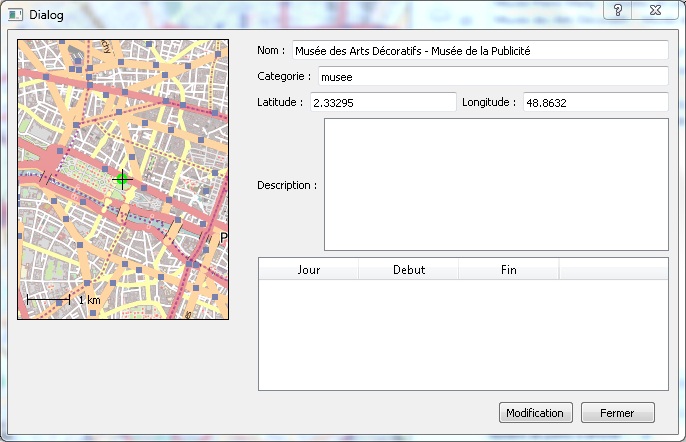 Dialog
Nom : Musée des Arts Décoratifs - Musée de la Publicité
Categorie : musee
Latitude : 2.33295 Longitude : 48.8632
Description :
Jour Debut Fin
P
1 km
Modification Fermer